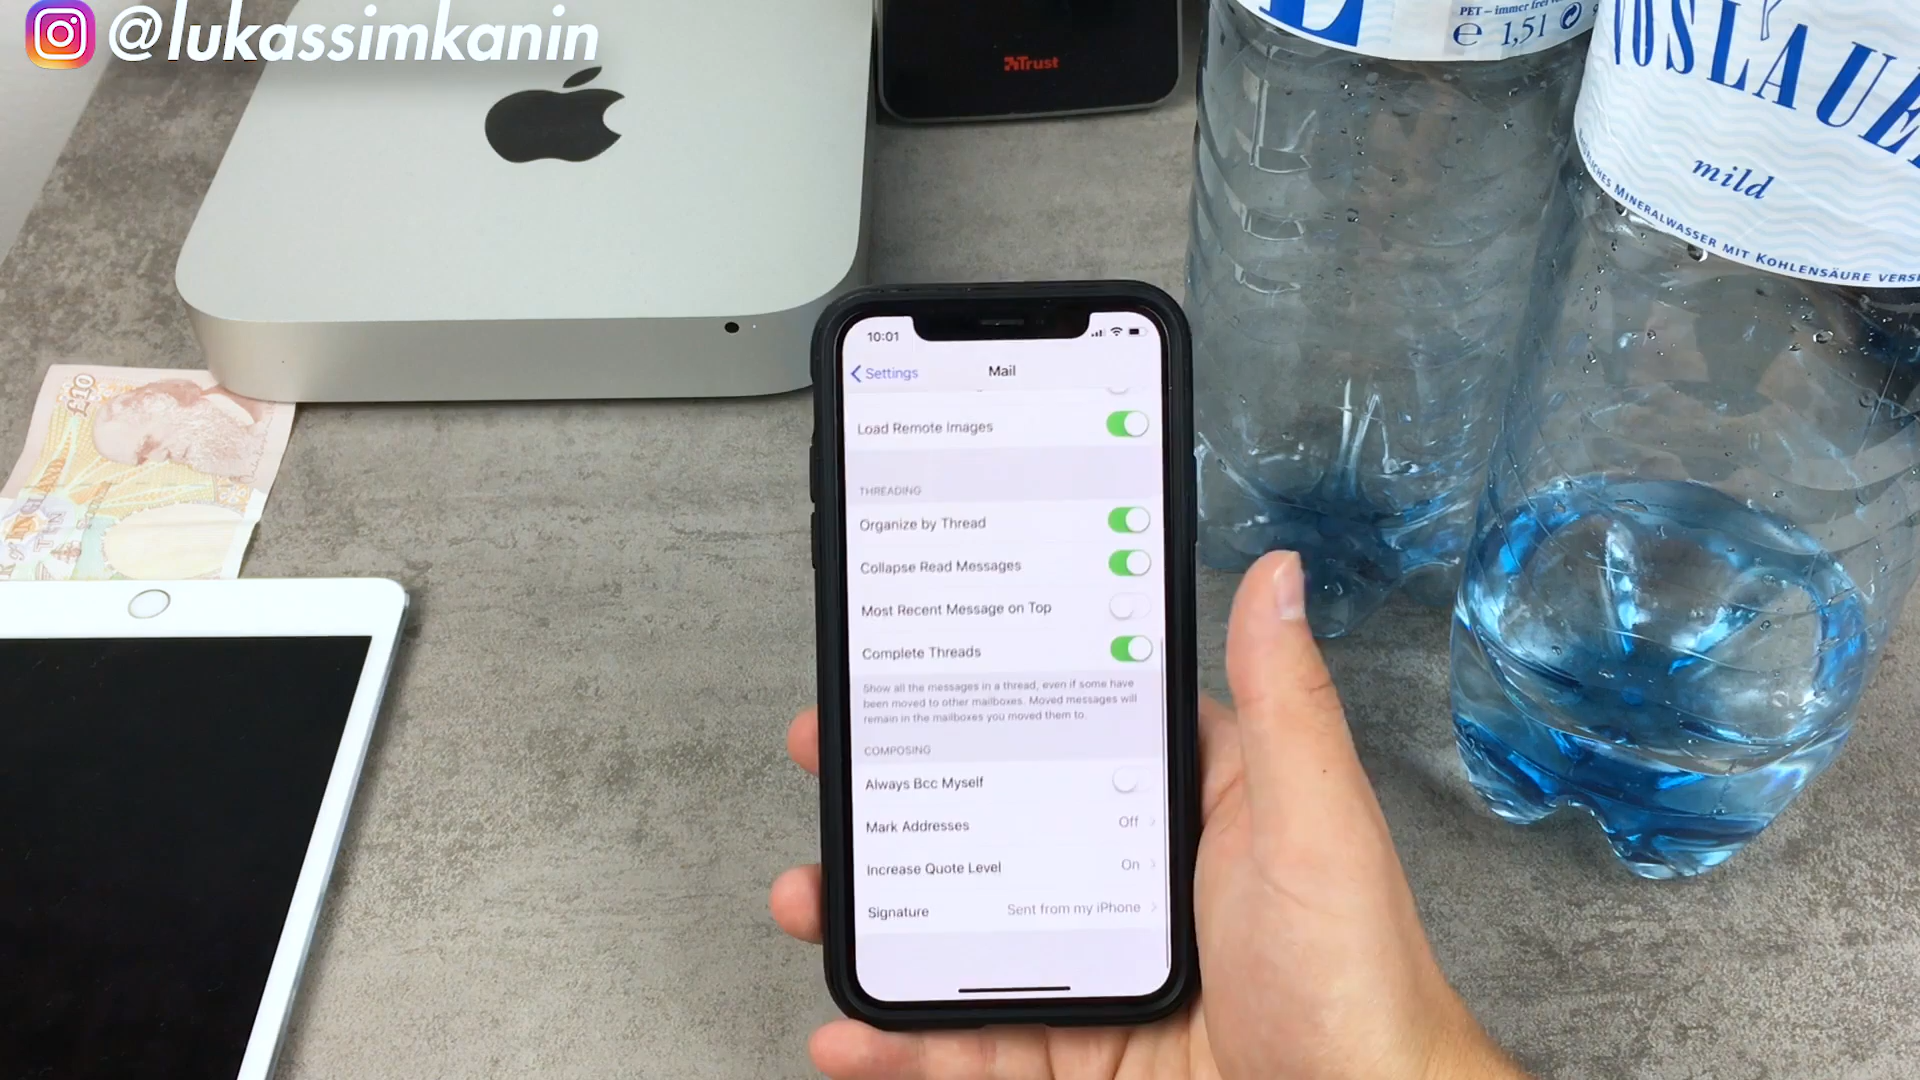 @lukassimkanin
Trust
PET – immer frei
e 1,5l
VÖSLAUE
mild
MINERALWASSER MIT KOHLENSÄURE VERS
£10
10:01
Settings
Mail
Load Remote Images
THREADING
Organize by Thread
Collapse Read Messages
Most Recent Message on Top
Complete Threads
Show all the messages in a thread, even if some have
been moved to other mailboxes. Moved messages will
remain in the mailboxes you moved them to.
COMPOSING
Always Bcc Myself
Mark Addresses Off
Increase Quote Level On
Signature Sent from my iPhone